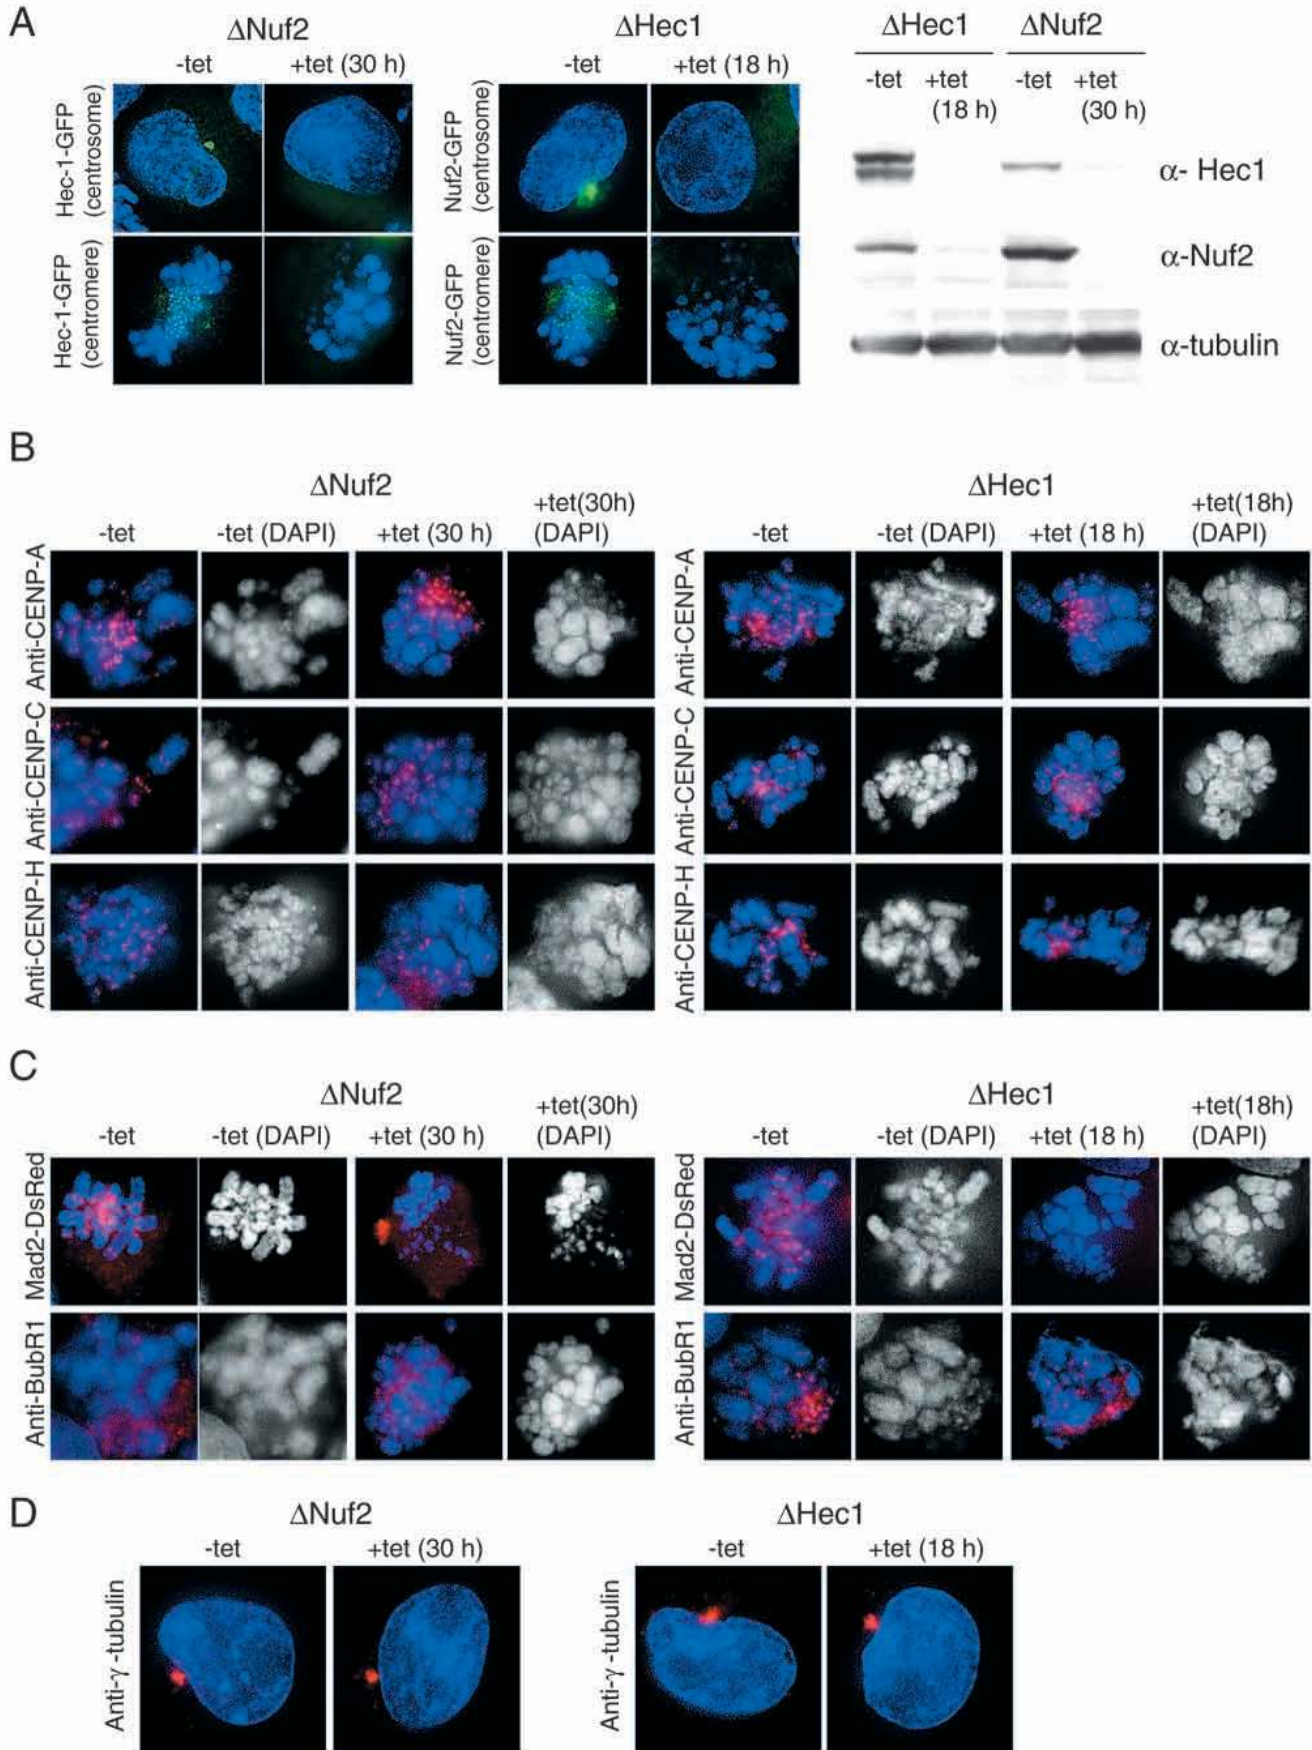 A
ΔNuf2
-tet +tet (30 h)
Hec-1-GFP
(centrosome)
Hec-1-GFP
(centromere)
ΔHec1
-tet +tet (18 h)
Nuf2-GFP
(centrosome)
Nuf2-GFP
(centromere)
ΔHec1 ΔNuf2
-tet +tet -tet +tet
(18 h) (30 h)
α- Hec1
α-Nuf2
α-tubulin
B
ΔNuf2
-tet -tet (DAPI) +tet (30 h) +tet(30h)
(DAPI)
Anti-CENP-A
Anti-CENP-C
Anti-CENP-H
ΔHec1
-tet -tet (DAPI) +tet (18 h) +tet(18h)
(DAPI)
Anti-CENP-A
Anti-CENP-C
Anti-CENP-H
C
ΔNuf2
-tet -tet (DAPI) +tet (30 h) +tet(30h)
(DAPI)
Mad2-DsRed
Anti-BubR1
ΔHec1
-tet -tet (DAPI) +tet (18 h) +tet(18h)
(DAPI)
Mad2-DsRed
Anti-BubR1
D
ΔNuf2
-tet +tet (30 h)
Anti-γ -tubulin
ΔHec1
-tet +tet (18 h)
Anti-γ -tubulin